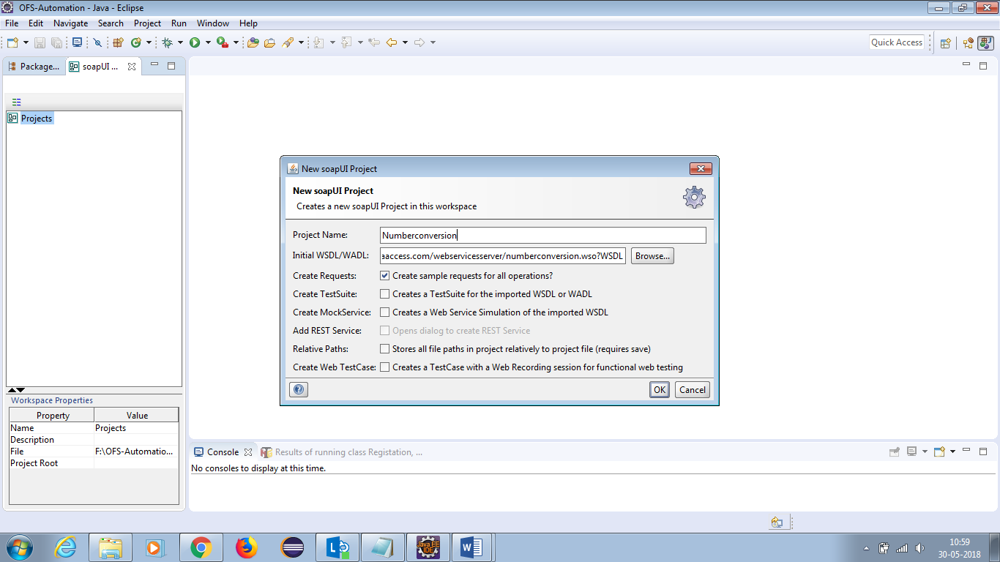 OFS-Automation - Java - Eclipse
File Edit Navigate Search Project Run Window Help
Quick Access
Package... soapUI ...
Projects
New soapUI Project
New soapUI Project
Creates a new soapUI Project in this workspace
Project Name: Numberconversion
Initial WSDL/WADL: aaccess.com/webservicesserver/numberconversion.wso?WSDL Browse...
Create Requests: Create sample requests for all operations?
Create TestSuite: Creates a TestSuite for the imported WSDL or WADL
Create MockService: Creates a Web Service Simulation of the imported WSDL
Add REST Service: Opens dialog to create REST Service
Relative Paths: Stores all file paths in project relatively to project file (requires save)
Create Web TestCase: Creates a TestCase with a Web Recording session for functional web testing
OK Cancel
Workspace Properties
Property Value
Name Projects
Description
File F:\OFS-Automatio...
Project Root
Console Results of running class Registation, ...
No consoles to display at this time.
Java EE
IDE
10:59
30-05-2018